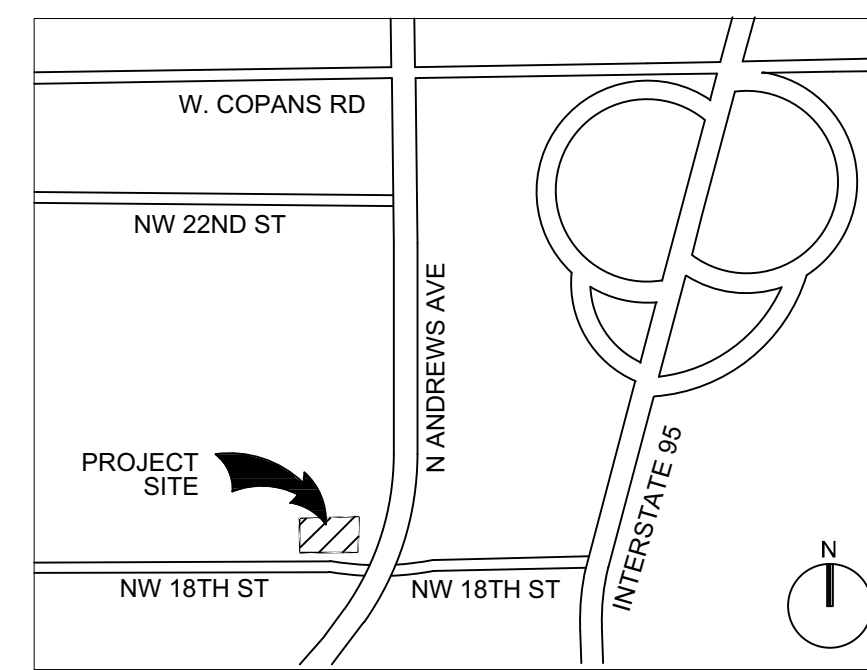 W. COPANS RD
NW 22ND ST
N ANDREWS AVE
PROJECT
SITE
INTERSTATE 95
N
NW 18TH ST
NW 18TH ST